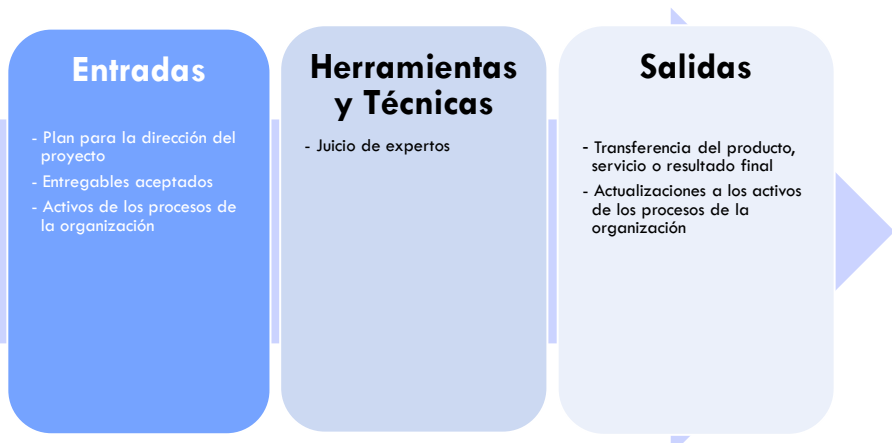 Entradas
- Plan para la dirección del
proyecto
- Entregables aceptados
- Activos de los procesos de
la organización
Herramientas
y Técnicas
- Juicio de expertos
Salidas
- Transferencia del producto,
servicio o resultado final
- Actualizaciones a los activos
de los procesos de la
organización